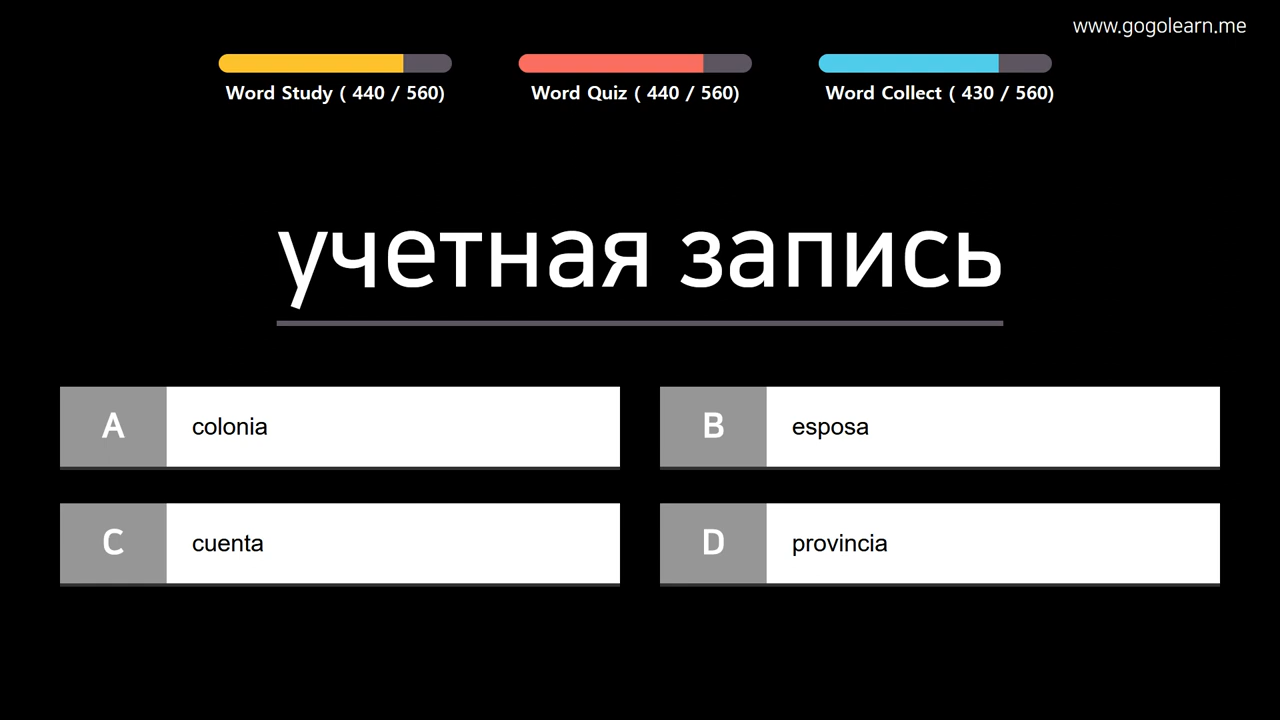 www.gogolearn.me
Word Study ( 440 / 560)
Word Quiz ( 440 / 560)
Word Collect ( 430 / 560)
учетная запись
A colonia
B esposa
C cuenta
D provincia